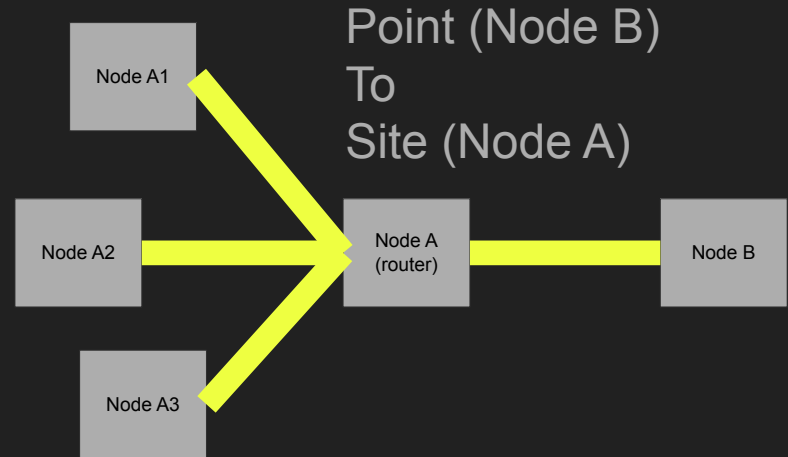 Point (Node B)
To
Site (Node A)
Node A1
Node A2
Node A
(router)
Node B
Node A3